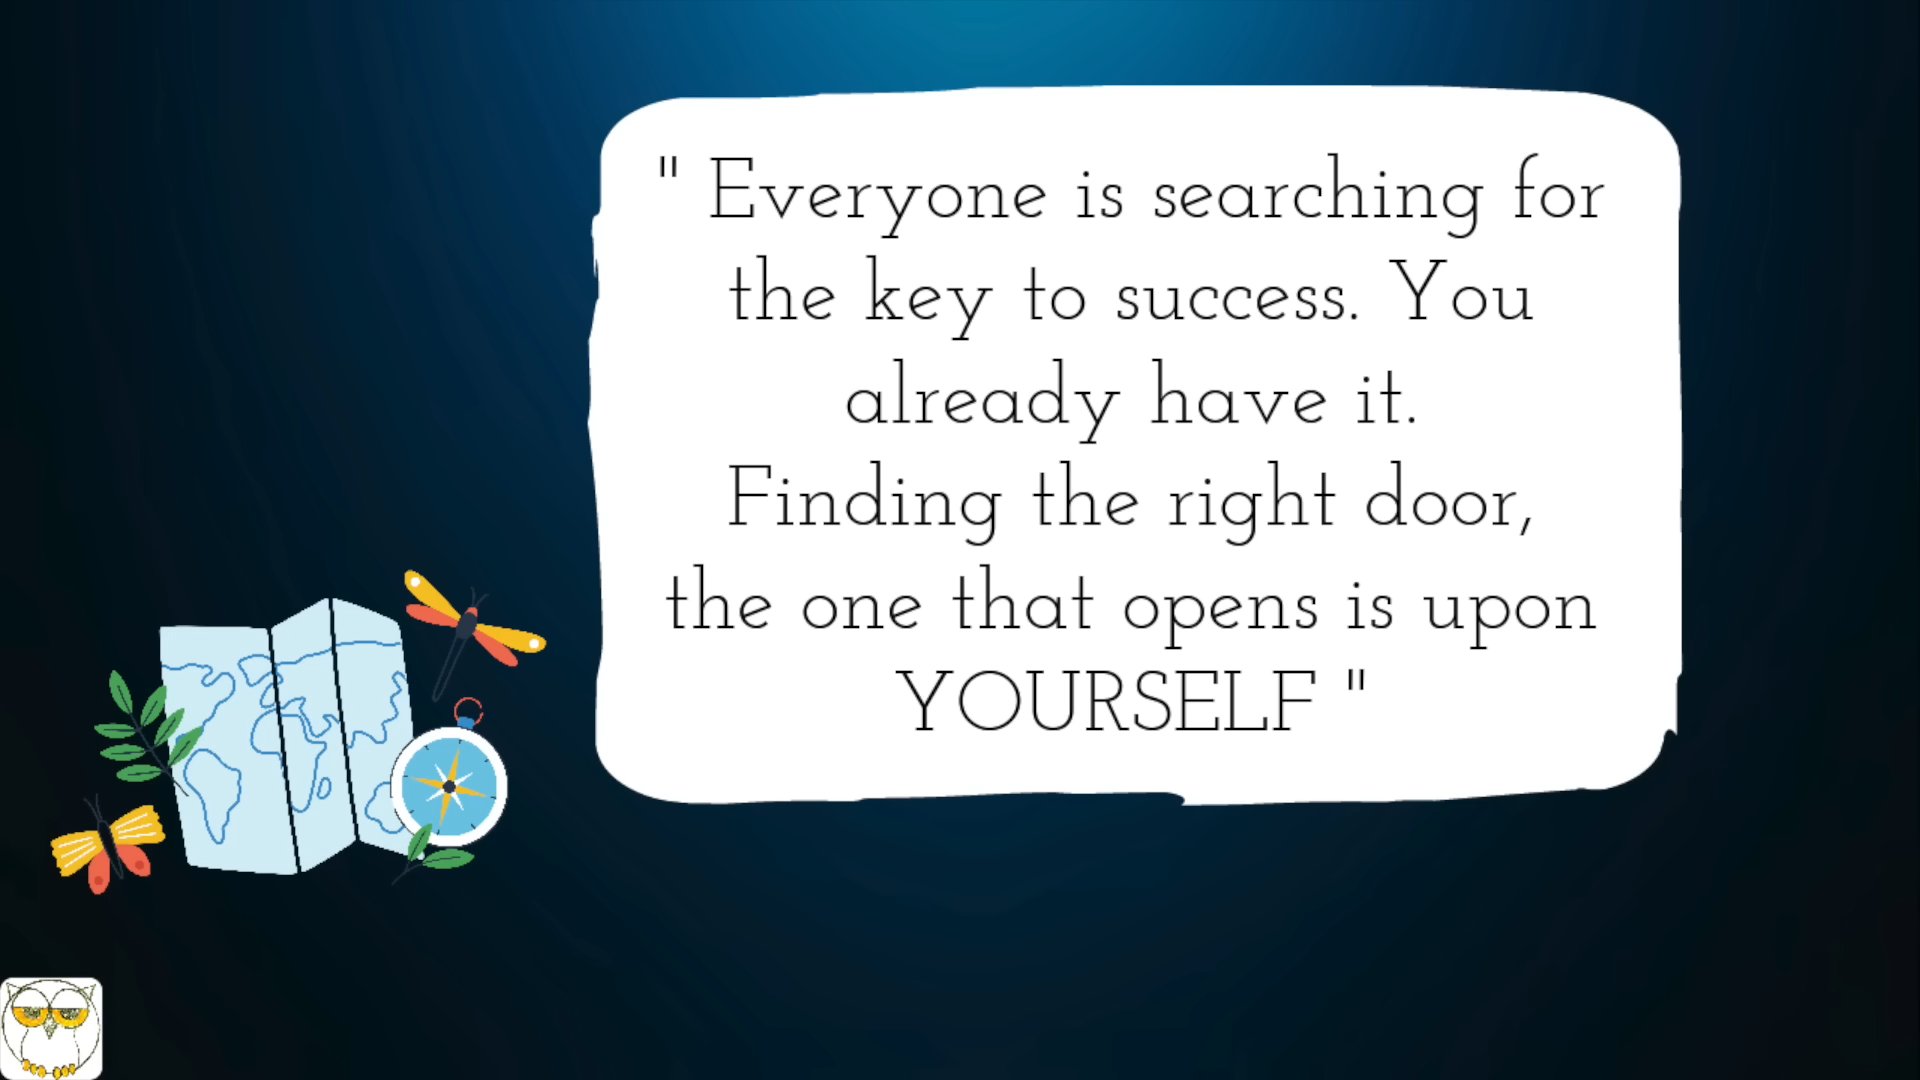 " Everyone is searching for
the key to success. You
already have it.
Finding the right door,
the one that opens is upon
YOURSELF "